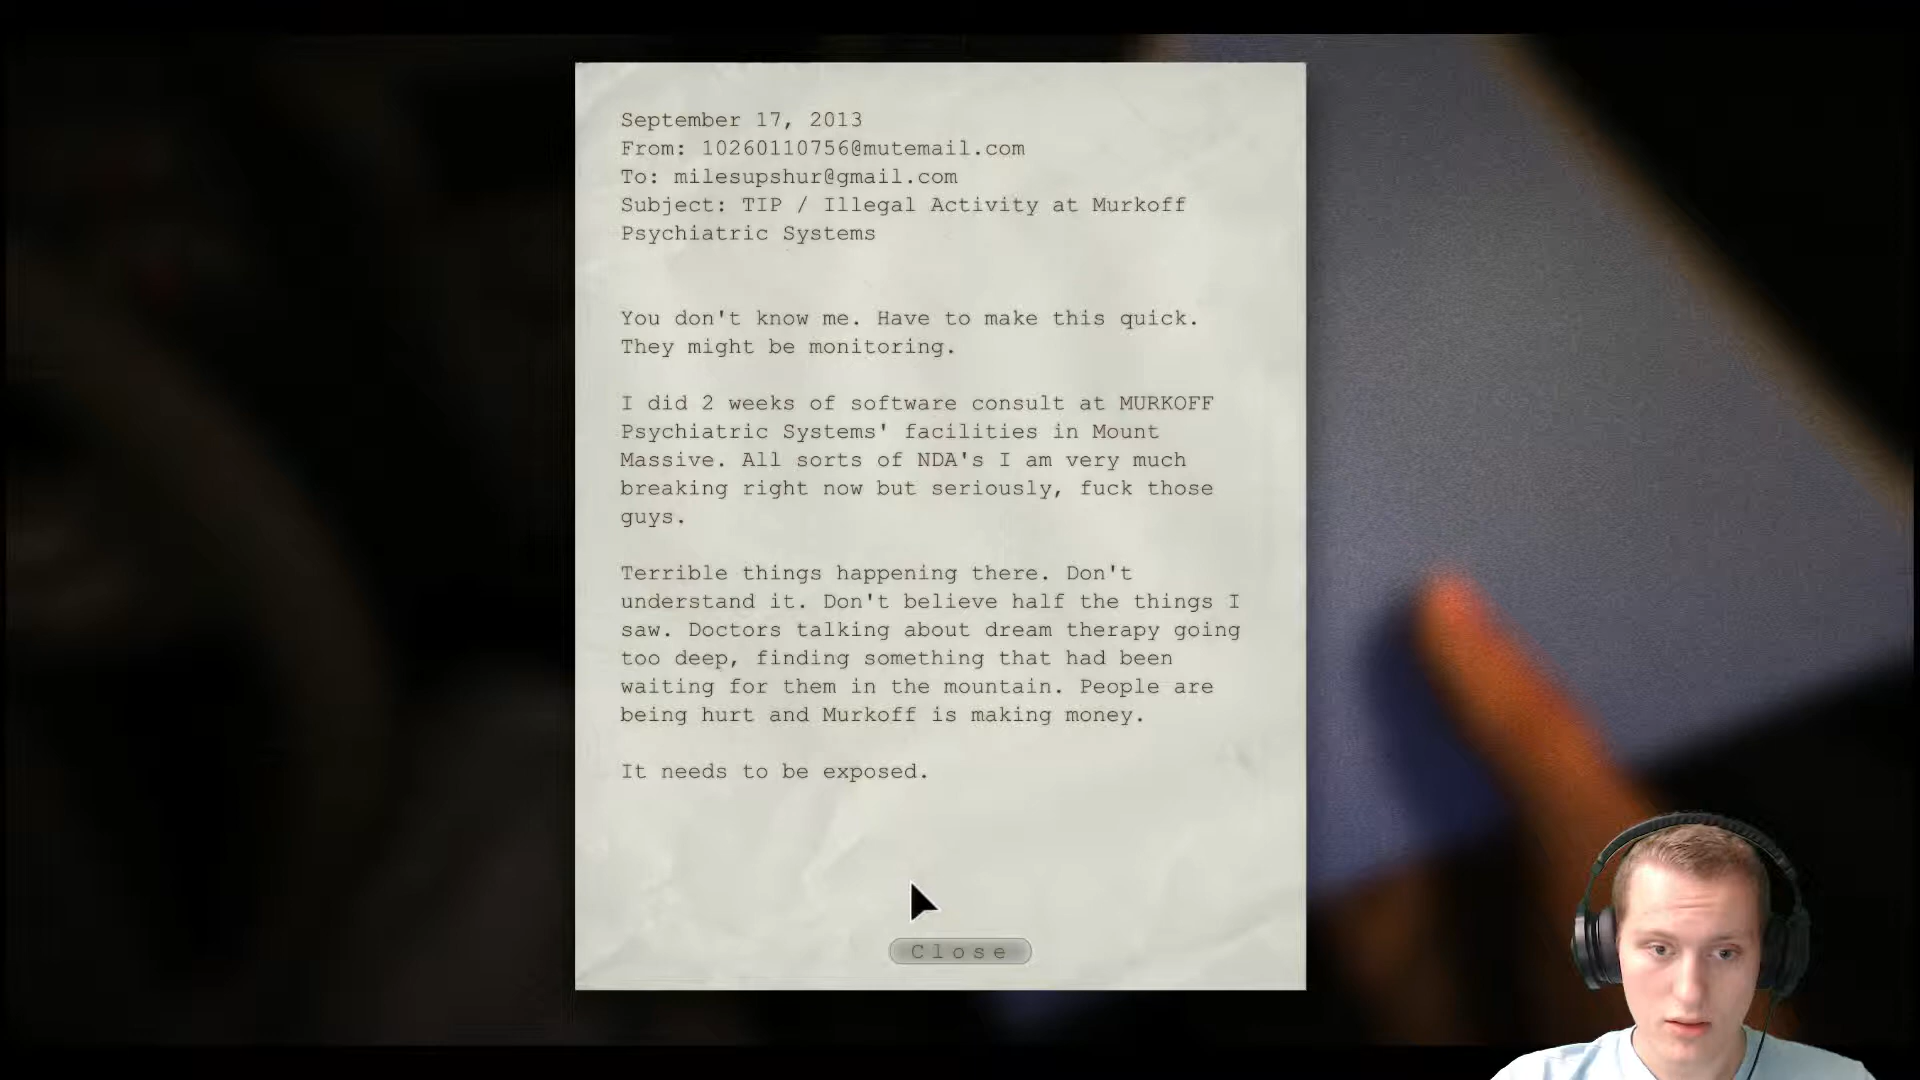 September 17, 2013
From: 10260110756@mutemail.com
To: milesupshur@gmail.com
Subject: TIP / Illegal Activity at Murkoff
Psychiatric Systems
You don't know me. Have to make this quick.
They might be monitoring.
I did 2 weeks of software consult at MURKOFF
Psychiatric Systems' facilities in Mount
Massive. All sorts of NDA's I am very much
breaking right now but seriously, fuck those
guys.
Terrible things happening there. Don't
understand it. Don't believe half the things I
saw. Doctors talking about dream therapy going
too deep, finding something that had been
waiting for them in the mountain. People are
being hurt and Murkoff is making money.
It needs to be exposed.
Close